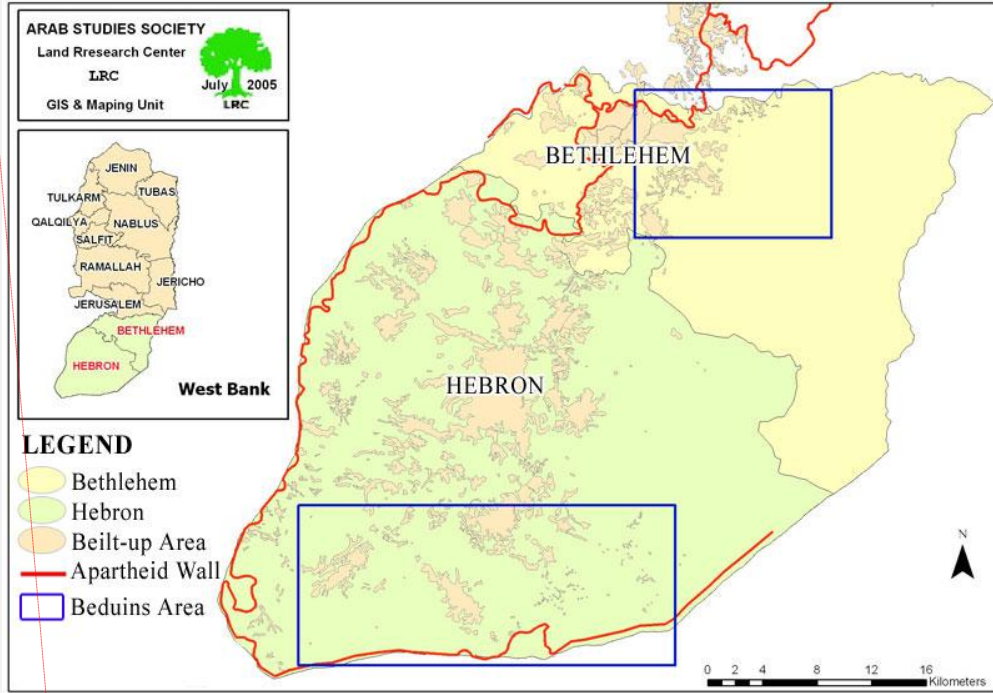 ARAB STUDIES SOCIETY
Land Rresearch Center
LRC
July 2005
LRC
GIS & Maping Unit
JENIN
TUBAS
TULKARM
QALQILYA
NABLUS
SALFIT
RAMALLAH
JERICHO
JERUSALEM
BETHLEHEM
HEBRON
West Bank
LEGEND
Bethlehem
Hebron
Beilt-up Area
Apartheid Wall
Beduins Area
BETHLEHEM
HEBRON
N
0 2 4 8 12 16
Kilometers